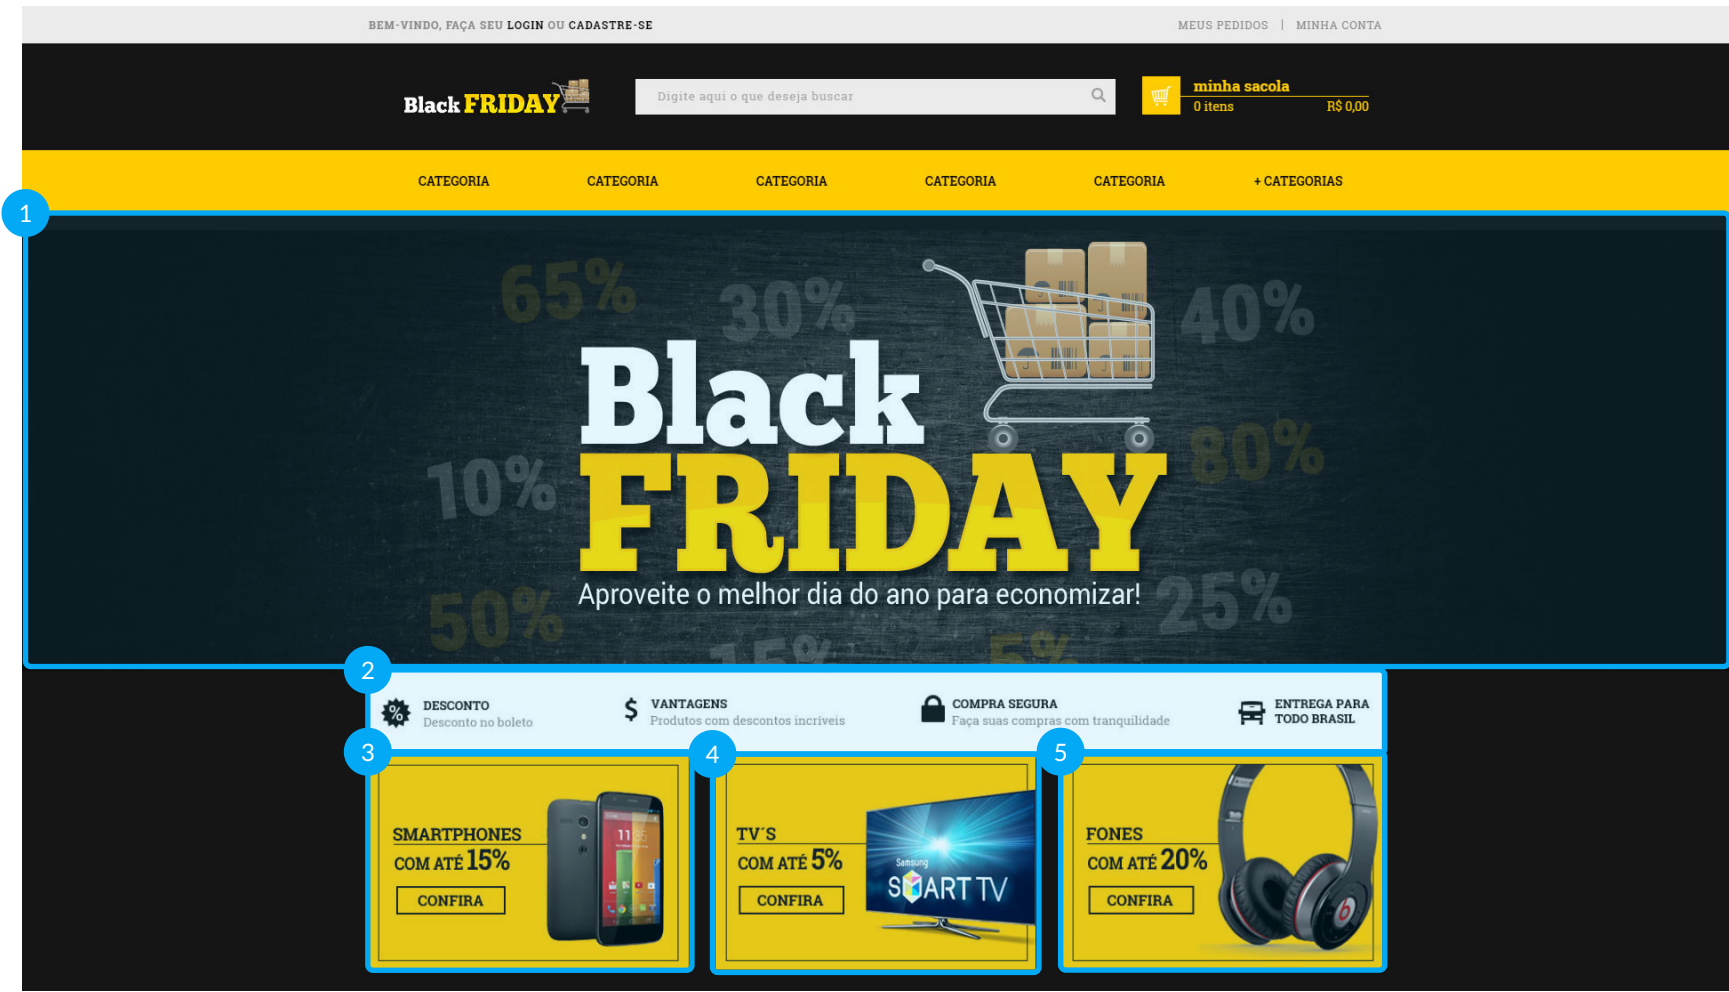 BEM-VINDO, FAÇA SEU LOGIN OU CADASTRE-SE
MEUS PEDIDOS | MINHA CONTA
Black FRIDAY
Digite aqui o que deseja buscar
minha sacola
0 itens R$ 0,00
CATEGORIA CATEGORIA CATEGORIA CATEGORIA CATEGORIA + CATEGORIAS
1
65%
30%
40%
Black
80%
10%
FRIDAY
Aproveite o melhor dia do ano para economizar!
50%
25%
15%
5%
2
DESCONTO
Desconto no boleto
VANTAGENS
Produtos com descontos incríveis
COMPRA SEGURA
Faça suas compras com tranquilidade
ENTREGA PARA
TODO BRASIL
3
SMARTPHONES
COM ATÉ 15%
CONFIRA
11:35
4
TV´S
COM ATÉ 5%
CONFIRA
Samsung
SMART TV
5
FONES
COM ATÉ 20%
CONFIRA
b